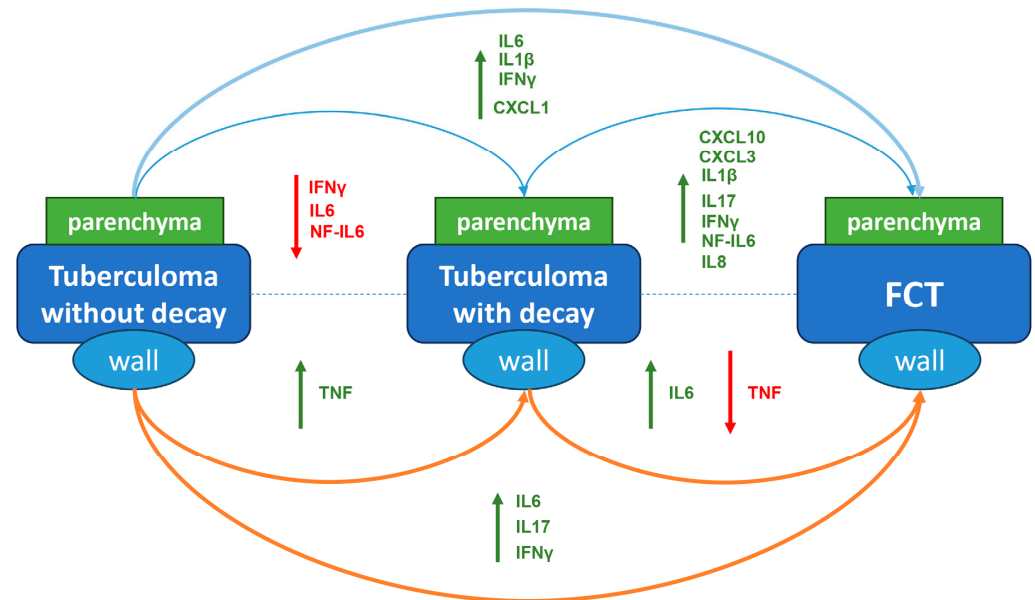 IL6
IL1β
IFNγ
CXCL1
CXCL10
CXCL3
IL1β
IL17
IFNγ
NF-IL6
IL8
IFNγ
IL6
NF-IL6
parenchyma
parenchyma
parenchyma
Tuberculoma
without decay
Tuberculoma
with decay
FCT
wall
wall
wall
TNF
IL6
TNF
IL6
IL17
IFNγ